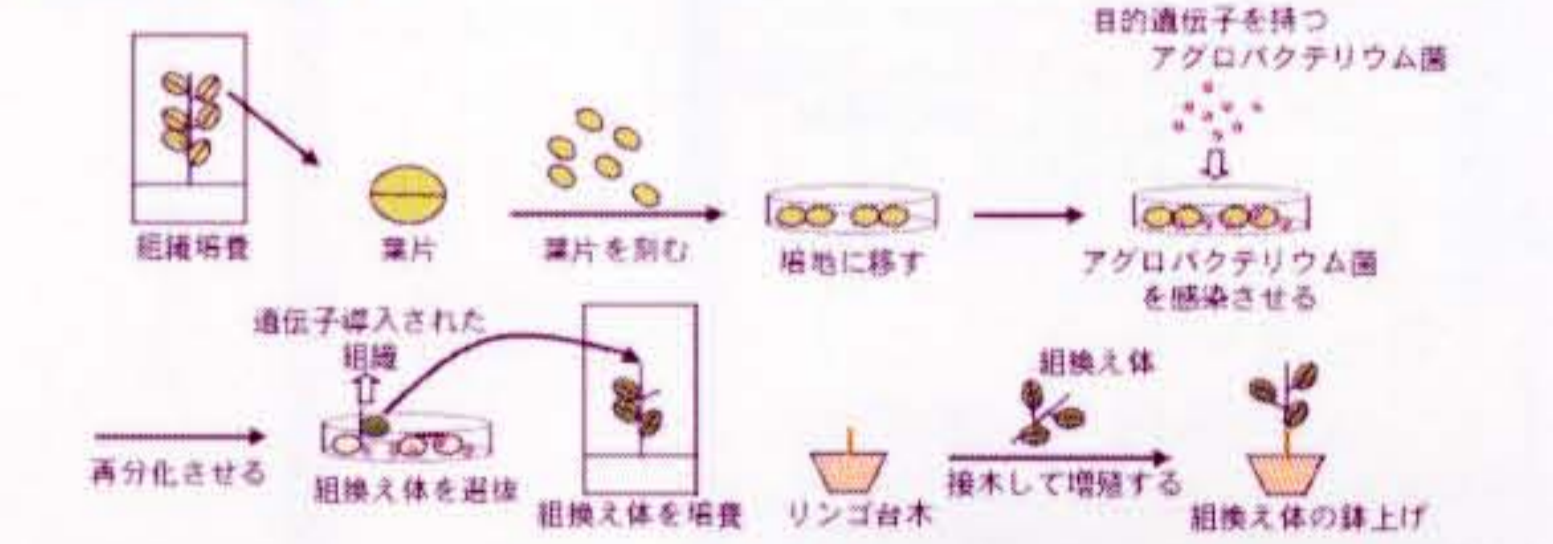 目的遺伝子を持つ
アグロバクテリウム菌
組織培養
葉片
葉片を刻む
培地に移す
アグロバクテリウム菌
を感染させる
遺伝子導入された
組織
再分化させる
組換え体を選抜
組換え体を培養
リンゴ台木
組換え体
接木して増殖する
組換え体の鉢上げ